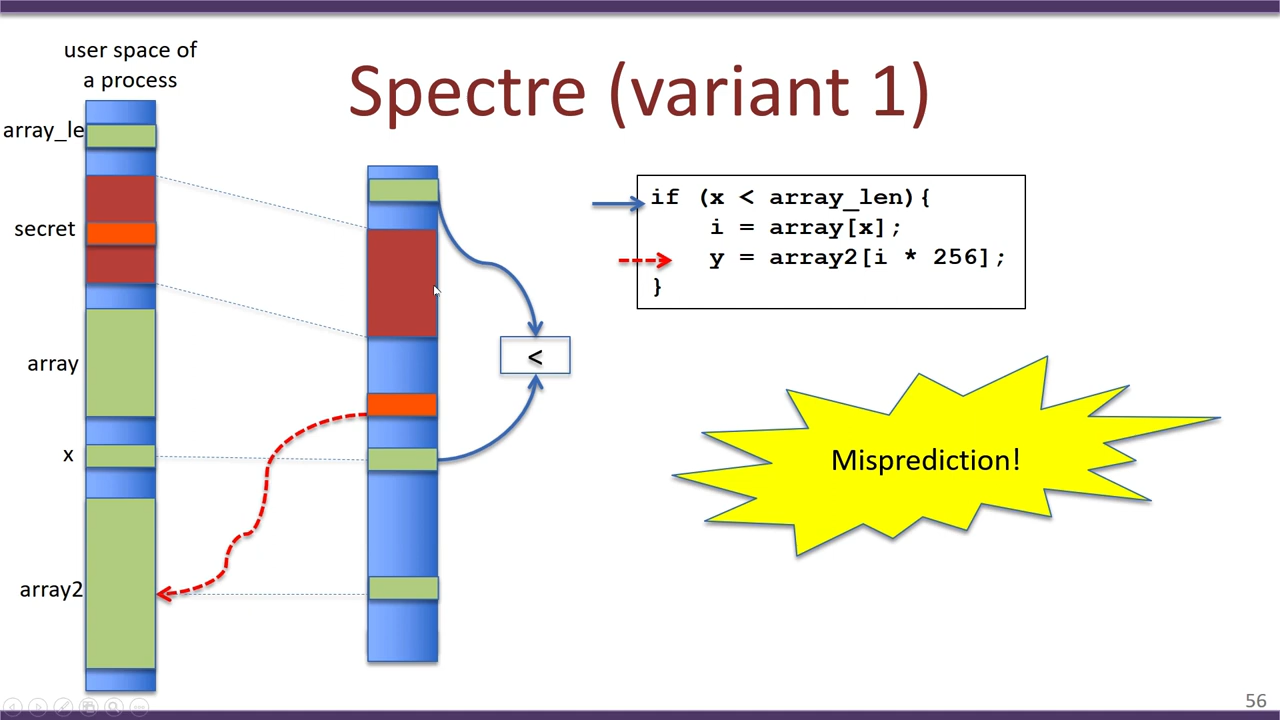 user space of
a process
Spectre (variant 1)
array_le
secret
array
x
array2
<
if (x < array_len){
i = array[x];
y = array2[i * 256];
}
Misprediction!
56